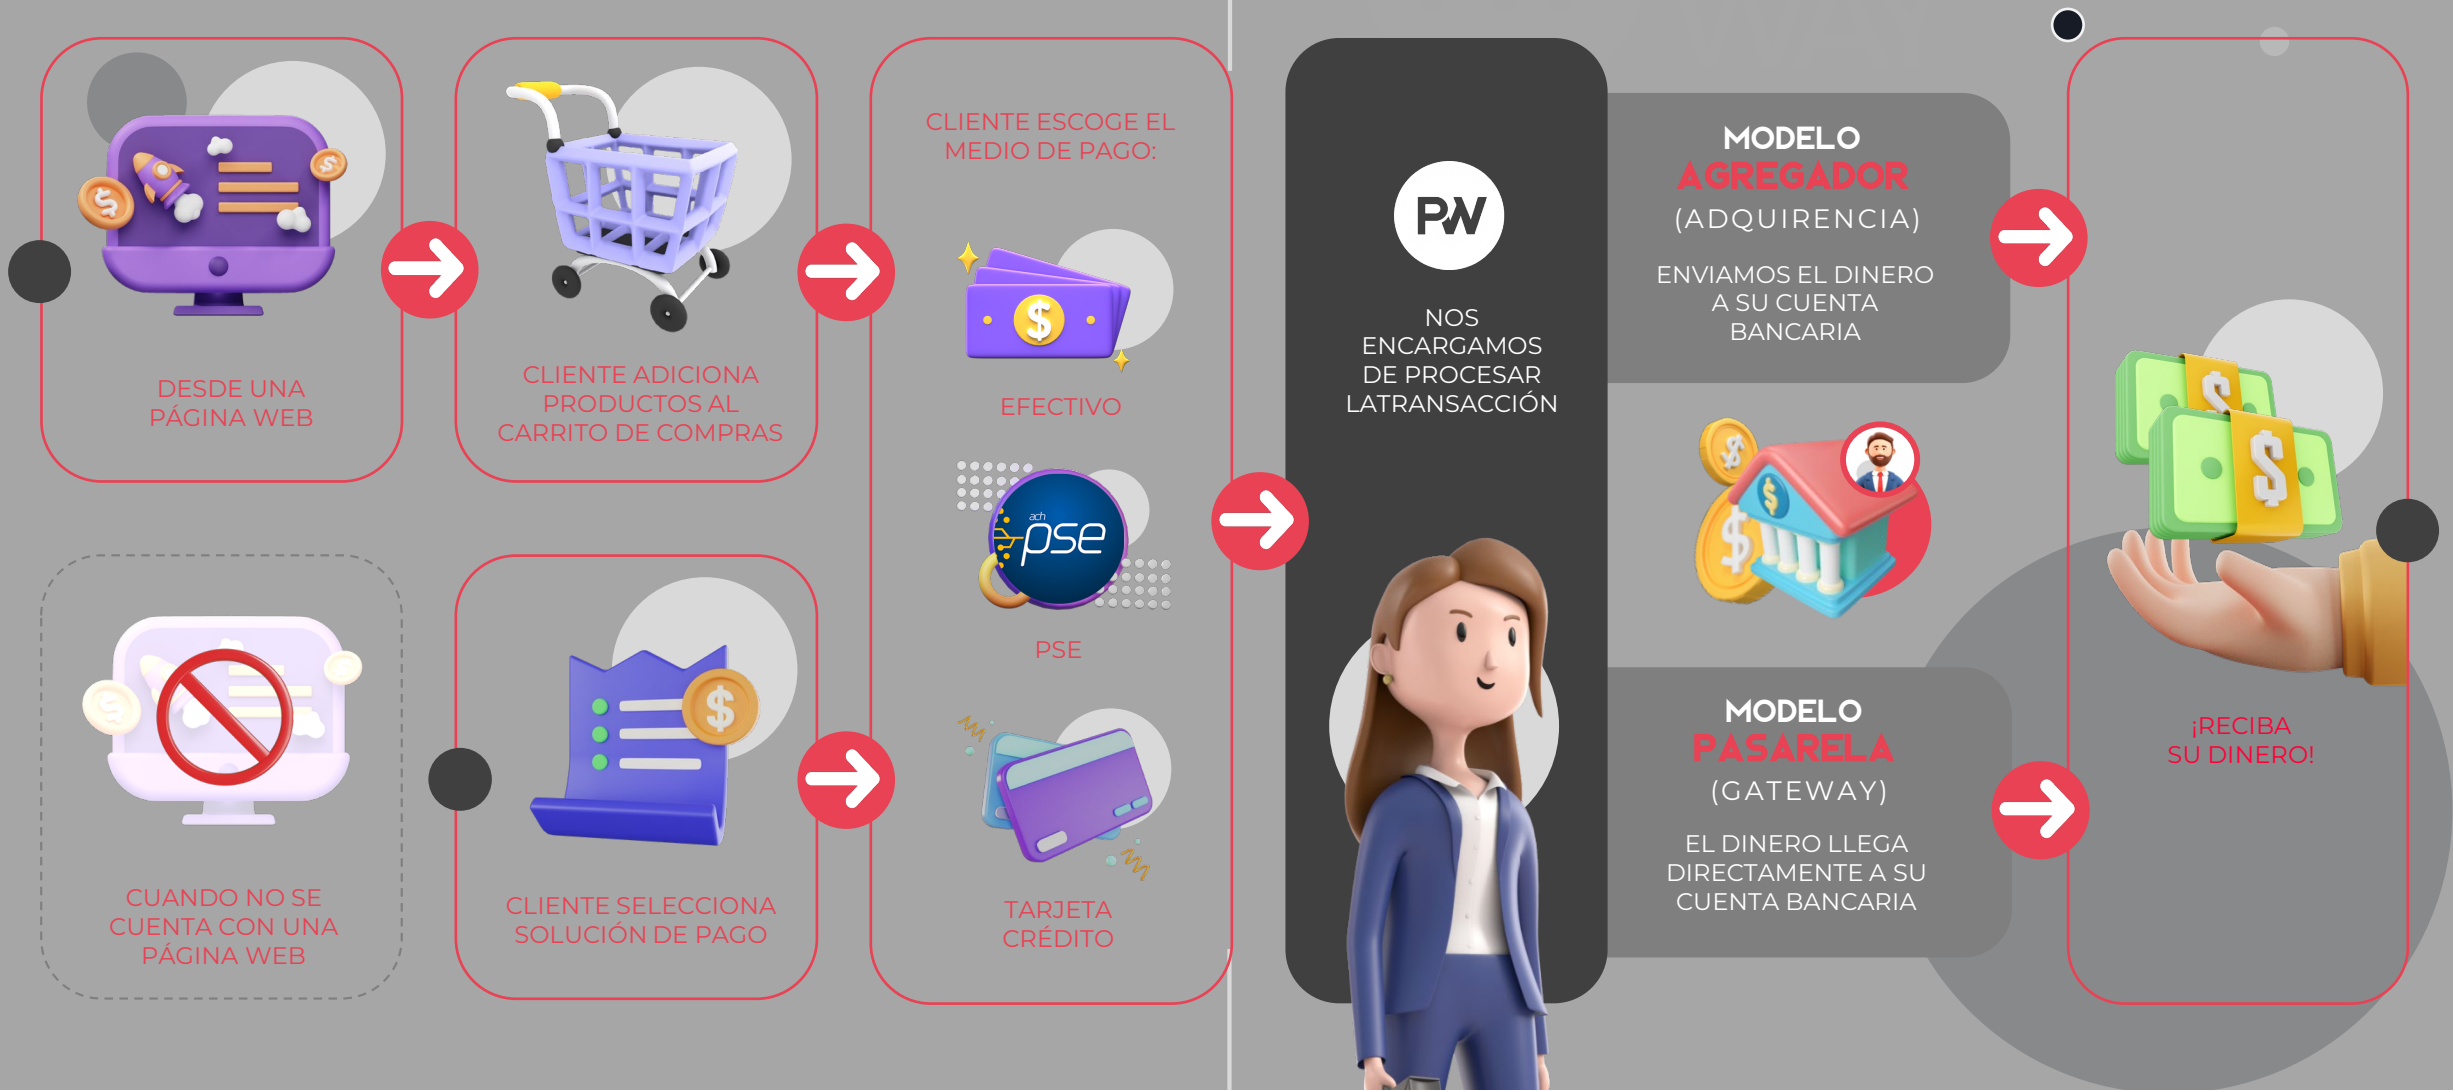 DESDE UNA
PÁGINA WEB
CLIENTE ADICIONA
PRODUCTOS AL
CARRITO DE COMPRAS
CUANDO NO SE
CUENTA CON UNA
PÁGINA WEB
CLIENTE SELECCIONA
SOLUCIÓN DE PAGO
CLIENTE ESCOGE EL
MEDIO DE PAGO:
EFECTIVO
ach
pse
PSE
TARJETA
CRÉDITO
PW
NOS
ENCARGAMOS
DE PROCESAR
LATRANSACCIÓN
MODELO
AGREGADOR
(ADQUIRENCIA)
ENVIAMOS EL DINERO
A SU CUENTA
BANCARIA
MODELO
PASARELA
(GATEWAY)
EL DINERO LLEGA
DIRECTAMENTE A SU
CUENTA BANCARIA
¡RECIBA
SU DINERO!